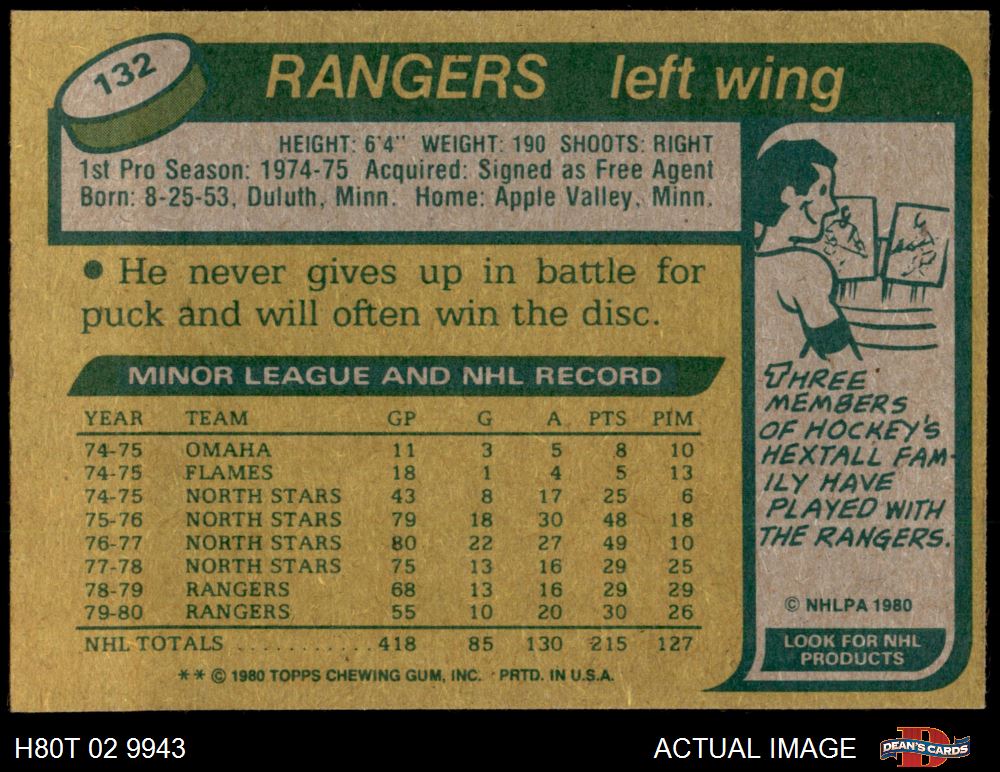 132
RANGERS left wing
HEIGHT: 6'4" WEIGHT: 190 SHOOTS: RIGHT
1st Pro Season: 1974-75 Acquired: Signed as Free Agent
Born: 8-25-53, Duluth, Minn. Home: Apple Valley, Minn.
• He never gives up in battle for
puck and will often win the disc.
MINOR LEAGUE AND NHL RECORD
YEAR TEAM GP G A PTS PIM
74-75 OMAHA 11 3 5 8 10
74-75 FLAMES 18 1 4 5 13
74-75 NORTH STARS 43 8 17 25 6
75-76 NORTH STARS 79 18 30 48 18
76-77 NORTH STARS 80 22 27 49 10
77-78 NORTH STARS 75 13 16 29 25
78-79 RANGERS 68 13 16 29 29
79-80 RANGERS 55 10 20 30 26
NHL TOTALS ........... 418 85 130 215 127
** © 1980 TOPPS CHEWING GUM, INC. PRTD. IN U.S.A.
THREE
MEMBERS
OF HOCKEY'S
HEXTALL FAM-
ILY HAVE
PLAYED WITH
THE RANGERS.
© NHLPA 1980
LOOK FOR NHL
PRODUCTS
H80T 02 9943
ACTUAL IMAGE
D
DEAN'S CARDS